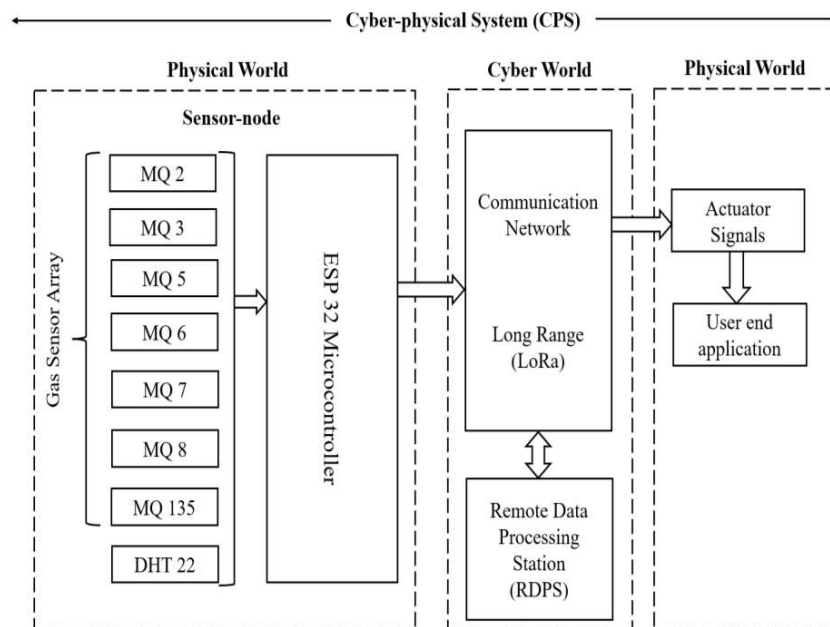 Cyber-physical System (CPS)
Physical World
Cyber World
Physical World
Sensor-node
Gas Sensor Array
MQ 2
MQ 3
MQ 5
MQ 6
MQ 7
MQ 8
MQ 135
DHT 22
ESP 32 Microcontroller
Communication
Network
Long Range
(LoRa)
Remote Data
Processing
Station
(RDPS)
Actuator
Signals
User end
application